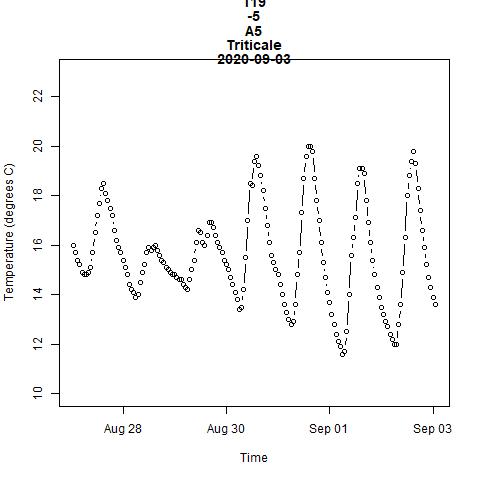 T19
-5
A5
Triticale
2020-09-03
Temperature (degrees C)
22
20
18
16
14
12
10
Aug 28 Aug 30 Sep 01 Sep 03
Time